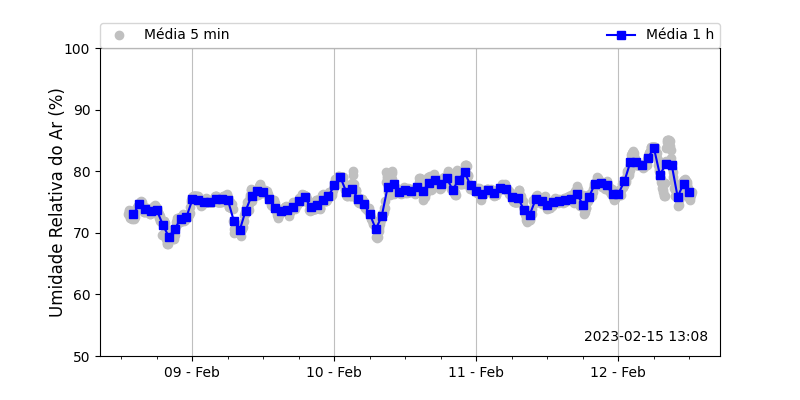 Média 5 min
Média 1 h
100
90
80
70
60
50
Umidade Relativa do Ar (%)
2023-02-15 13:08
09 - Feb
10 - Feb
11 - Feb
12 - Feb